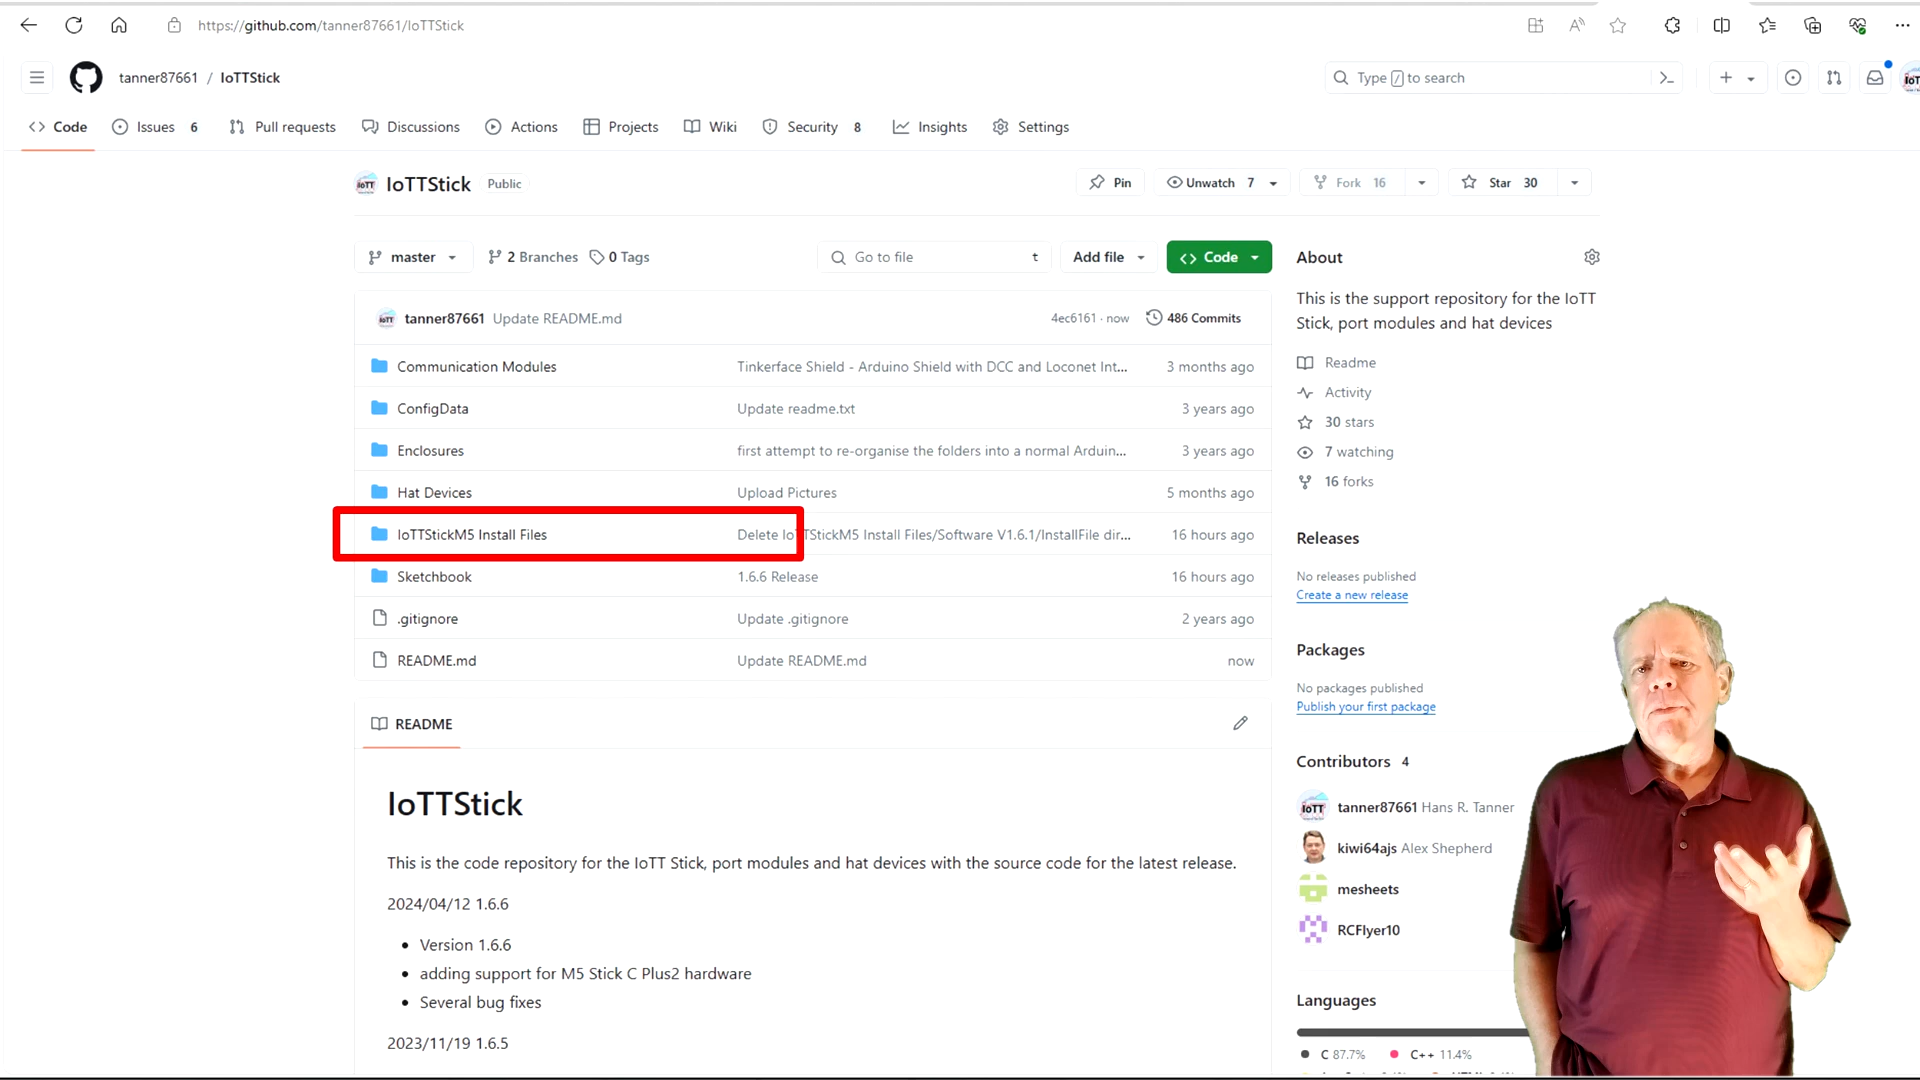 https://github.com/tanner87661/IoTTStick
tanner87661 / IoTTStick
Type / to search
Code Issues 6 Pull requests Discussions Actions Projects Wiki Security 8 Insights Settings
IoTTStick Public
Pin Unwatch 7 Fork 16 Star 30
master 2 Branches 0 Tags Go to file t Add file Code
tanner87661 Update README.md 4ec6161 · now 486 Commits
Communication Modules Tinkerface Shield - Arduino Shield with DCC and Loconet Int... 3 months ago
ConfigData Update readme.txt 3 years ago
Enclosures first attempt to re-organise the folders into a normal Arduin... 3 years ago
Hat Devices Upload Pictures 5 months ago
IoTTStickM5 Install Files Delete IoTTStickM5 Install Files/Software V1.6.1/InstallFile dir... 16 hours ago
Sketchbook 1.6.6 Release 16 hours ago
.gitignore Update .gitignore 2 years ago
README.md Update README.md now
README
IoTTStick
This is the code repository for the IoTT Stick, port modules and hat devices with the source code for the latest release.
2024/04/12 1.6.6
Version 1.6.6
adding support for M5 Stick C Plus2 hardware
Several bug fixes
2023/11/19 1.6.5
About
This is the support repository for the IoTT
Stick, port modules and hat devices
Readme
Activity
30 stars
7 watching
16 forks
Releases
No releases published
Create a new release
Packages
No packages published
Publish your first package
Contributors 4
IoTT tanner87661 Hans R. Tanner
kiwi64ajs Alex Shepherd
mesheets
RCFlyer10
Languages
C 87.7% C++ 11.4%